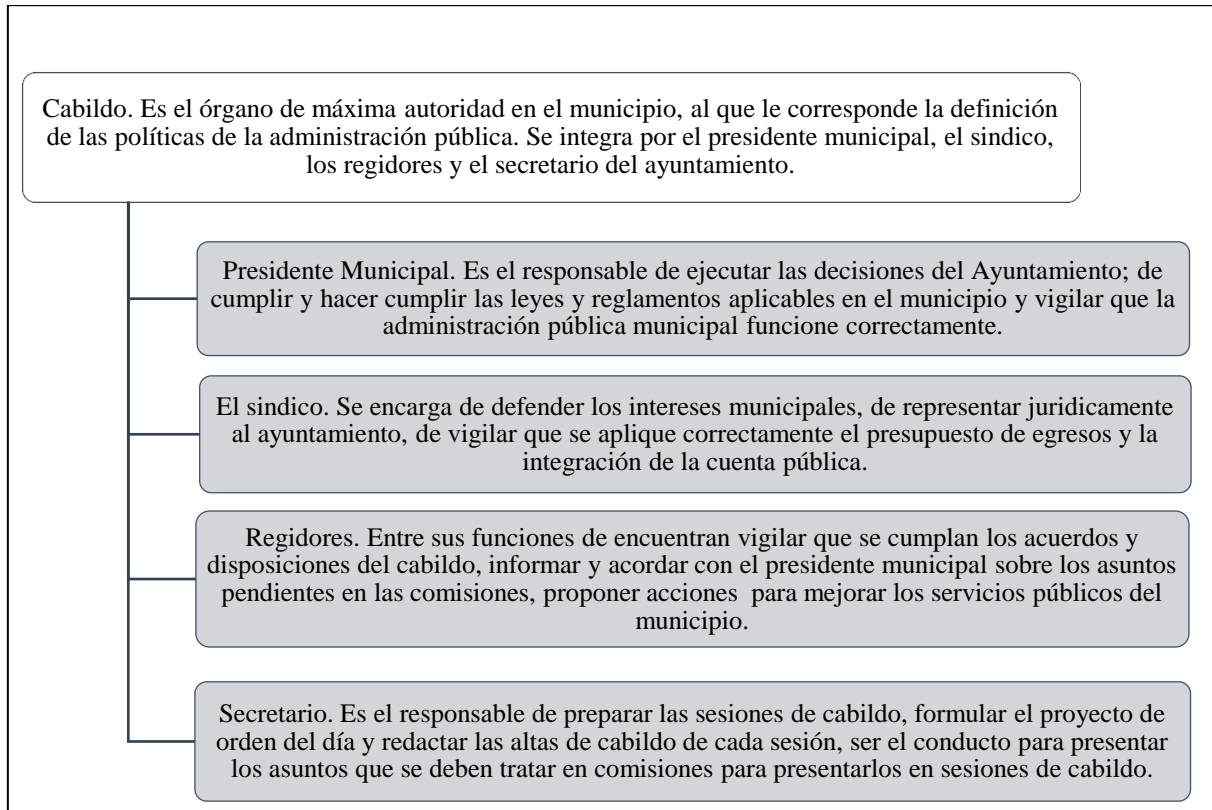 Cabildo. Es el órgano de máxima autoridad en el municipio, al que le corresponde la definición
de las políticas de la administración pública. Se integra por el presidente municipal, el sindico,
los regidores y el secretario del ayuntamiento.
Presidente Municipal. Es el responsable de ejecutar las decisiones del Ayuntamiento; de
cumplir y hacer cumplir las leyes y reglamentos aplicables en el municipio y vigilar que la
administración pública municipal funcione correctamente.
El sindico. Se encarga de defender los intereses municipales, de representar juridicamente
al ayuntamiento, de vigilar que se aplique correctamente el presupuesto de egresos y la
integración de la cuenta pública.
Regidores. Entre sus funciones de encuentran vigilar que se cumplan los acuerdos y
disposiciones del cabildo, informar y acordar con el presidente municipal sobre los asuntos
pendientes en las comisiones, proponer acciones para mejorar los servicios públicos del
municipio.
Secretario. Es el responsable de preparar las sesiones de cabildo, formular el proyecto de
orden del día y redactar las altas de cabildo de cada sesión, ser el conducto para presentar
los asuntos que se deben tratar en comisiones para presentarlos en sesiones de cabildo.